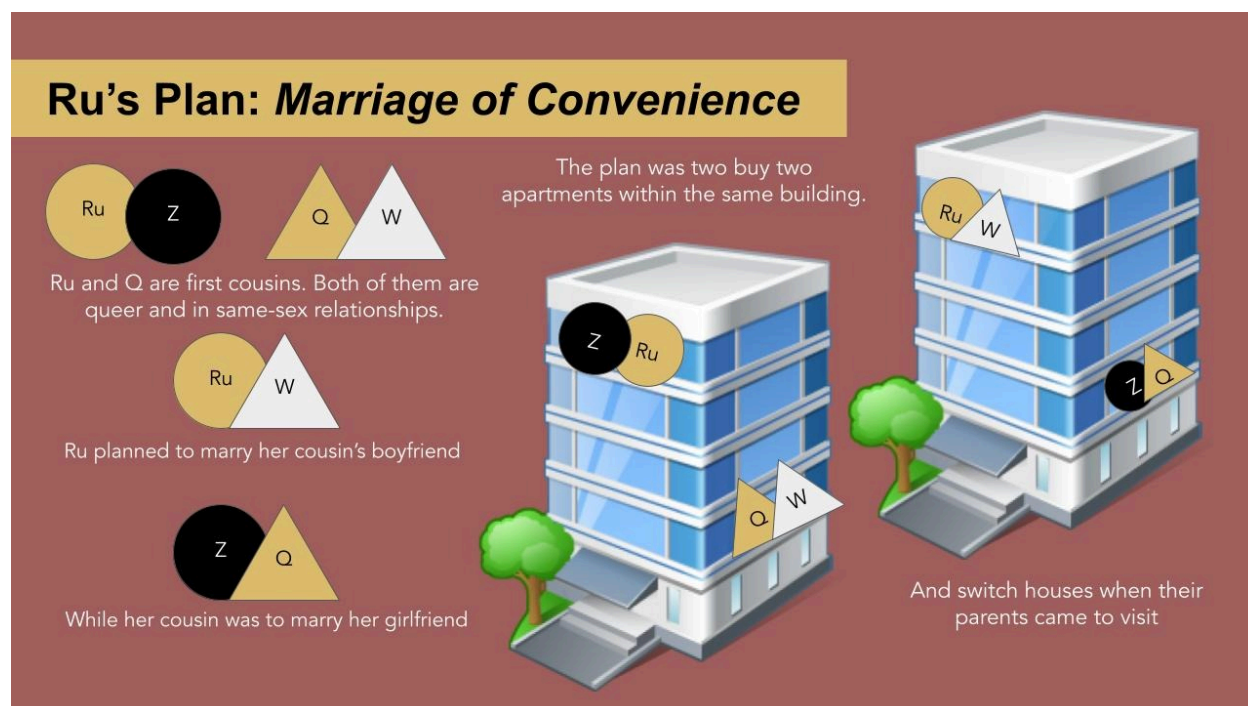 Ru's Plan: Marriage of Convenience
Ru
Z
Q
W
Ru and Q are first cousins. Both of them are
queer and in same-sex relationships.
Ru
W
Ru planned to marry her cousin's boyfriend
Z
Q
While her cousin was to marry her girlfriend
The plan was two buy two
apartments within the same building.
Z
Ru
Q
W
Ru
W
Z
Q
And switch houses when their
parents came to visit